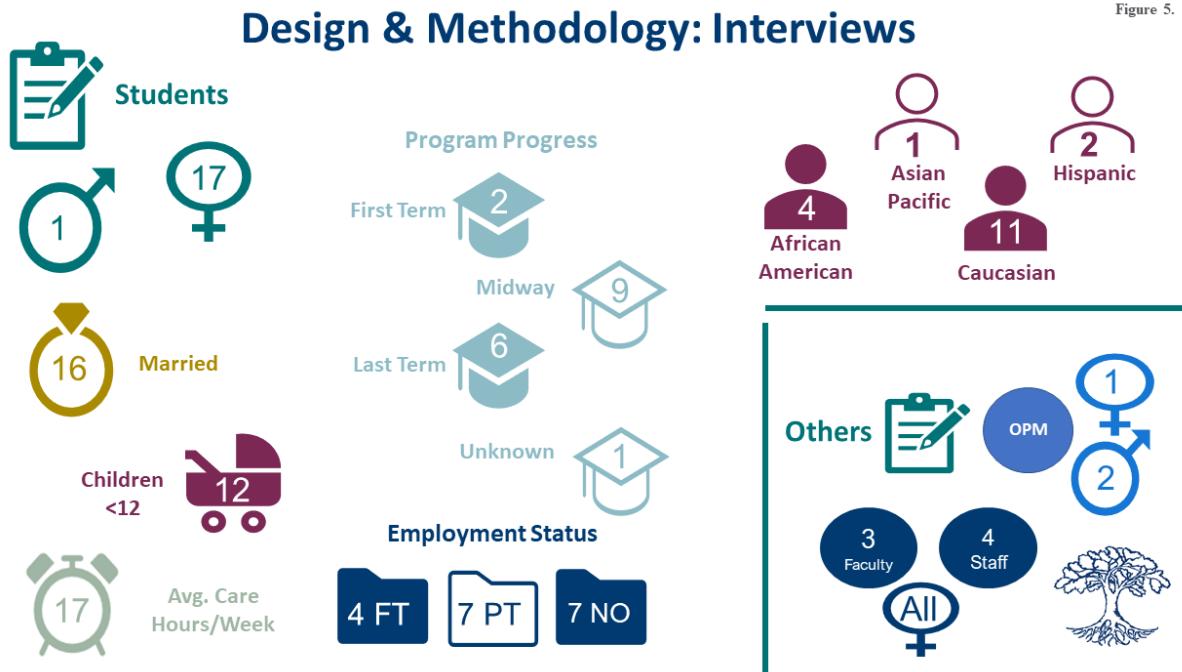 Figure 5.
Design & Methodology: Interviews
Students
1
17
16
Married
Children
<12
12
17
Avg. Care
Hours/Week
Program Progress
First Term
2
Midway
9
Last Term
6
Unknown
1
Employment Status
4 FT
7 PT
7 NO
4
African
American
1
Asian
Pacific
11
Caucasian
2
Hispanic
Others
OPM
1
2
3
Faculty
4
Staff
All